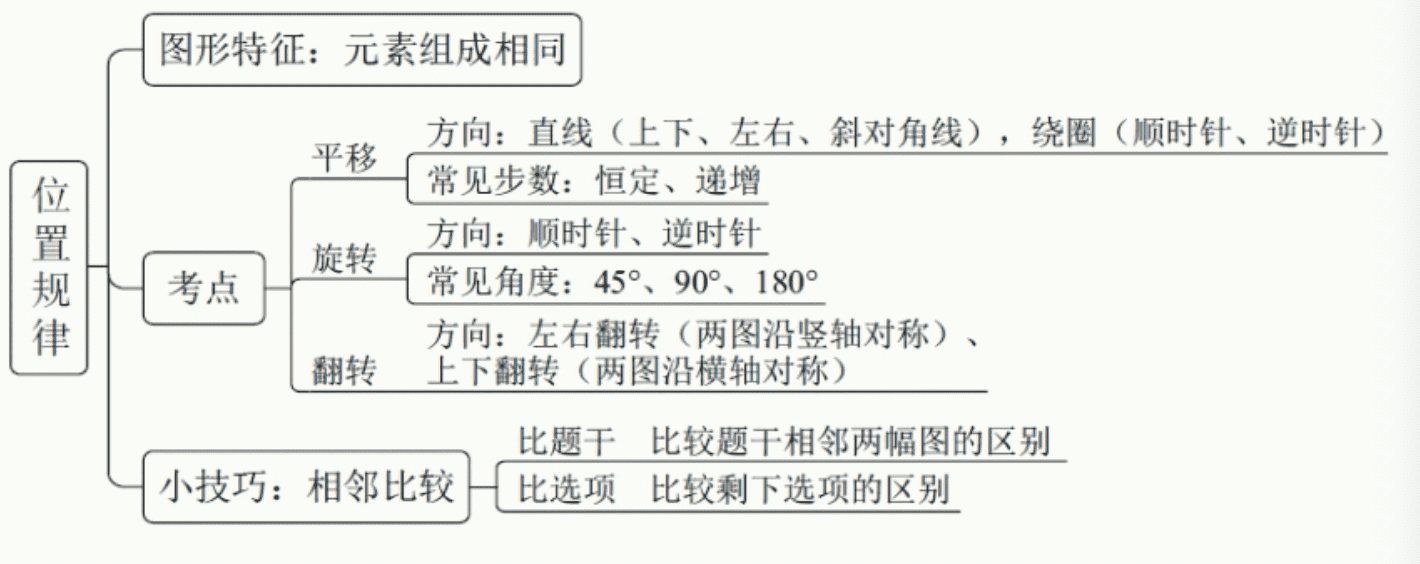 位置规律
图形特征：元素组成相同
考点
平移
方向：直线（上下、左右、斜对角线），绕圈（顺时针、逆时针）
常见步数：恒定、递增
旋转
方向：顺时针、逆时针
常见角度：45°、90°、180°
翻转
方向：左右翻转（两图沿竖轴对称）、
上下翻转（两图沿横轴对称）
小技巧：相邻比较
比题干 比较题干相邻两幅图的区别
比选项 比较剩下选项的区别